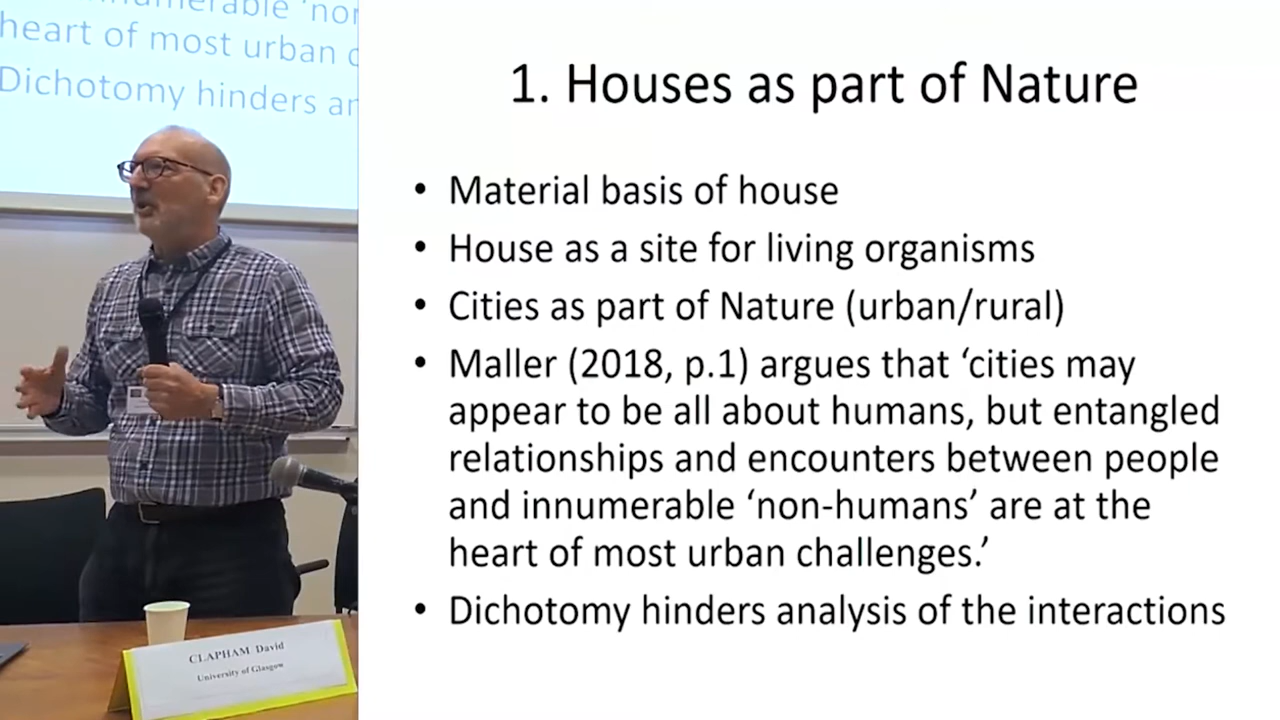 innumerable ‘non
heart of most urban c
Dichotomy hinders an
CLAPHAM David
University of Glasgow
1. Houses as part of Nature
• Material basis of house
• House as a site for living organisms
• Cities as part of Nature (urban/rural)
• Maller (2018, p.1) argues that ‘cities may
appear to be all about humans, but entangled
relationships and encounters between people
and innumerable ‘non-humans’ are at the
heart of most urban challenges.’
• Dichotomy hinders analysis of the interactions